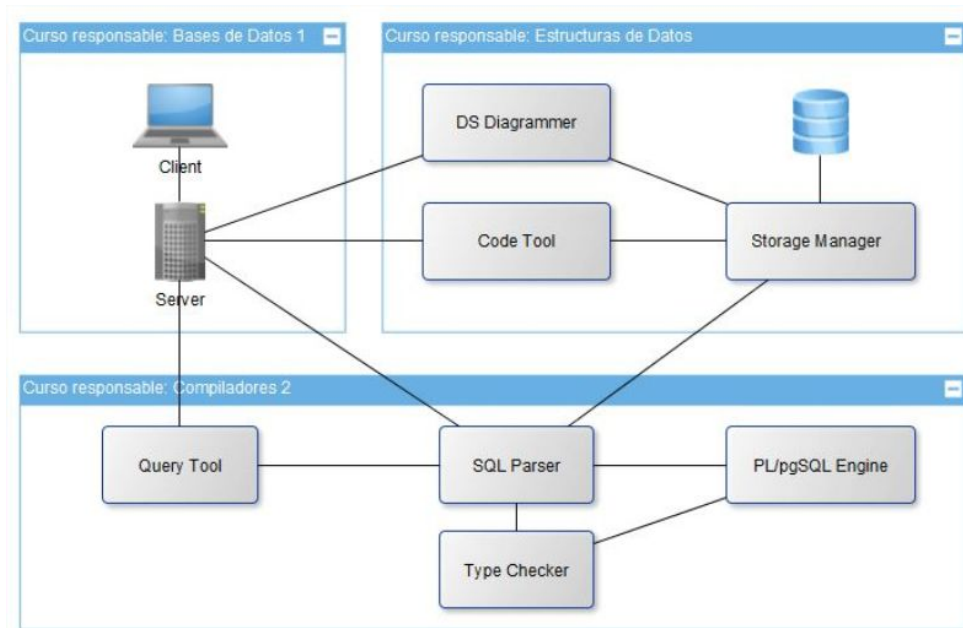 Curso responsable: Bases de Datos 1
Curso responsable: Estructuras de Datos
DS Diagrammer
Client
Code Tool
Storage Manager
Server
Curso responsable: Compiladores 2
Query Tool
SQL Parser
PL/pgSQL Engine
Type Checker